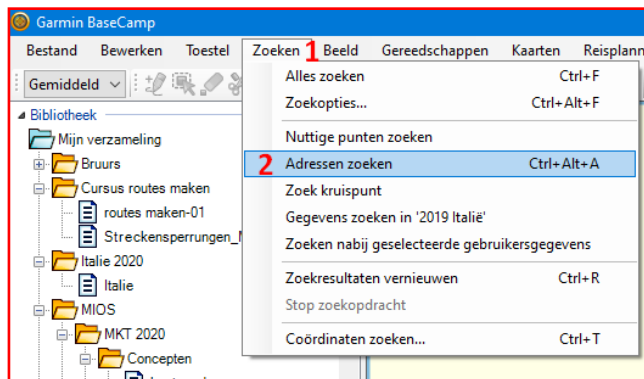 Garmin BaseCamp
Bestand Bewerken Toestel Zoeken 1 Beeld Gereedschappen Kaarten
Gemiddeld
Alles zoeken Ctrl+F
Zoekopties... Ctrl+Alt+F
Nuttige punten zoeken
2 Adressen zoeken Ctrl+Alt+A
Zoek kruispunt
Gegevens zoeken in '2019 Italië'
Zoeken nabij geselecteerde gebruikersgegevens
Zoekresultaten vernieuwen Ctrl+R
Stop zoekopdracht
Coördinaten zoeken... Ctrl+T
Bibliotheek
Mijn verzameling
Bruurs
Cursus routes maken
routes maken-01
Italie 2020
Italie
MIOS
MKT 2020
Concepten